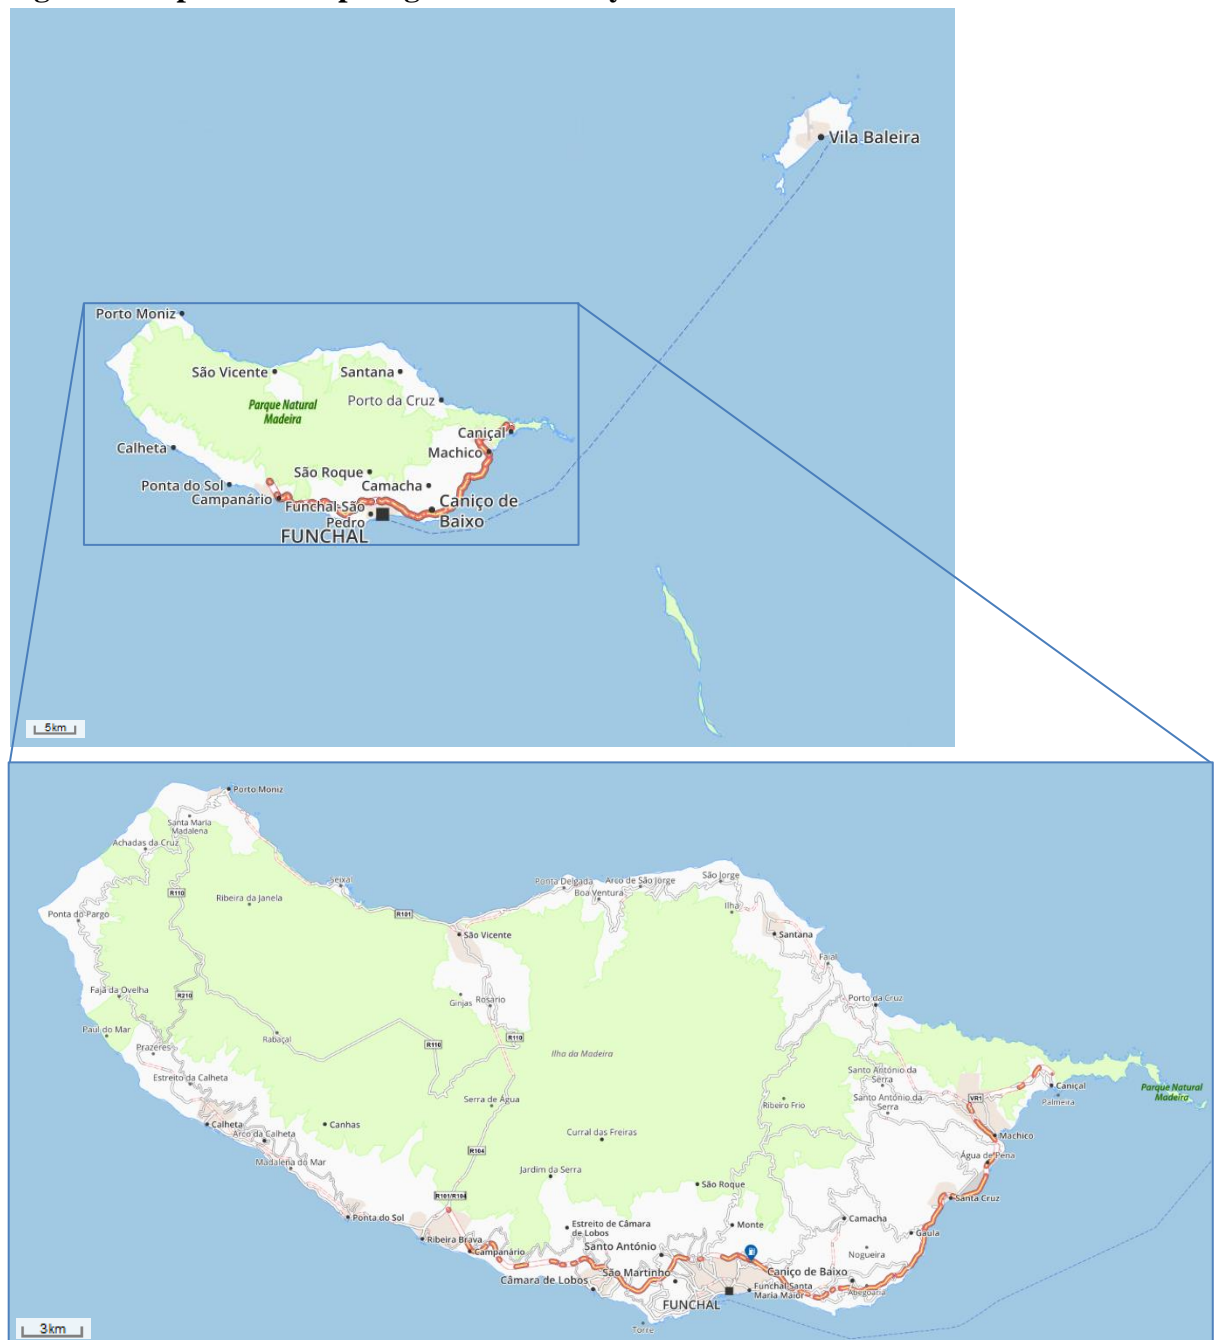 Vila Baleira
Porto Moniz
São Vicente
Santana
Parque Natural
Madeira
Porto da Cruz
Caniçal
Calheta
Machico
São Roque
Ponta do Sol
Camacha
Campanário
Funchal-São
Pedro
Caniço de
Baixo
FUNCHAL
5km
Porto Moniz
Santa Maria
Madalena
Achadas da Cruz
Seixal
Ponta Delgada
Arco de São Jorge
São Jorge
Boa Ventura
R110
Ribeira da Janela
Ilha
R101
Ponta do Pargo
São Vicente
Santana
Faial
Fajã da Ovelha
R210
Ginjas
Rosário
Porto da Cruz
Paul do Mar
Rabaçal
R110
R110
Ilha da Madeira
Prazeres
Estreito da Calheta
Santo António da
Serra
Caniçal
Parque Natural
Madeira
Serra de Água
Ribeiro Frio
Santo António da
Serra
VR1
Palmeira
Calheta
Canhas
Arco da Calheta
Curral das Freiras
Machico
R104
Água de Pena
Madalena do Mar
Jardim da Serra
São Roque
R101/R104
Santa Cruz
Ponta do Sol
Estreito de Câmara
de Lobos
Monte
Camacha
Ribeira Brava
Gaula
Campanário
Santo António
Nogueira
Câmara de Lobos
São Martinho
Caniço de Baixo
Funchal Santa
Maria Maior
Abegoaria
FUNCHAL
Torre
3km